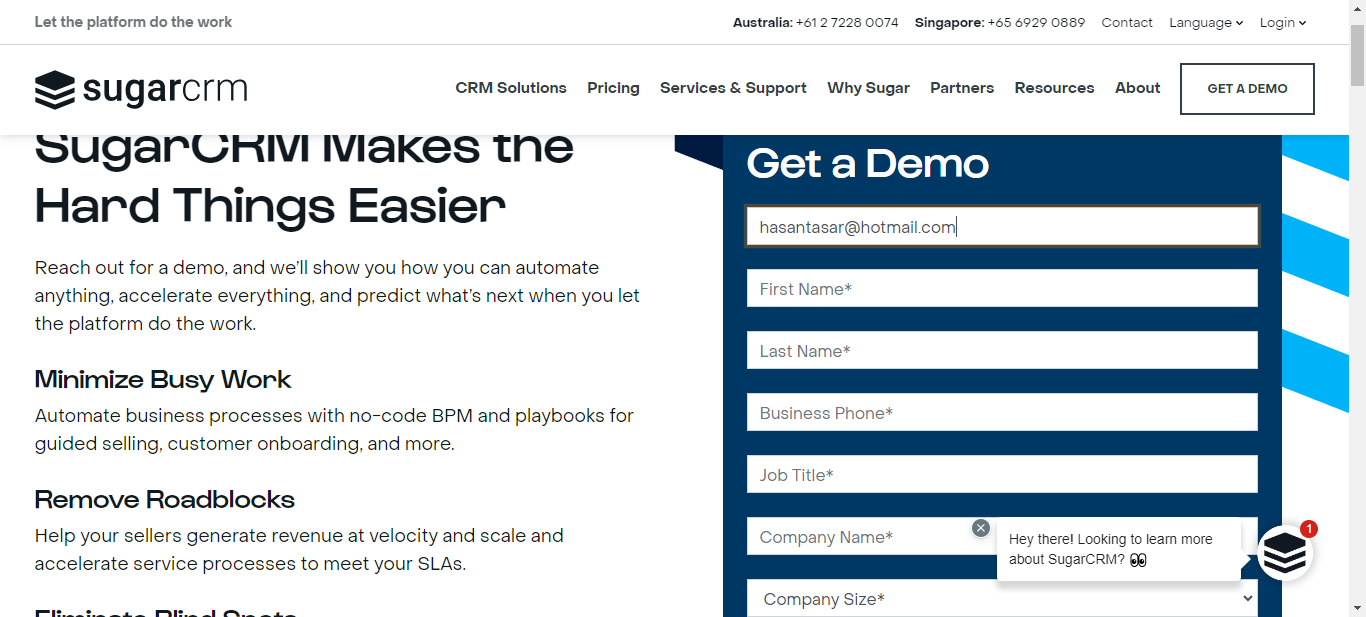 Let the platform do the work
Australia: +61 2 7228 0074 Singapore: +65 6929 0889 Contact Language Login
sugarcrm
CRM Solutions Pricing Services & Support Why Sugar Partners Resources About GET A DEMO
SugarCRM Makes the
Hard Things Easier
Reach out for a demo, and we’ll show you how you can automate
anything, accelerate everything, and predict what’s next when you let
the platform do the work.
Minimize Busy Work
Automate business processes with no-code BPM and playbooks for
guided selling, customer onboarding, and more.
Remove Roadblocks
Help your sellers generate revenue at velocity and scale and
accelerate service processes to meet your SLAs.
Eliminate Blind Spots
Get a Demo
hasantasar@hotmail.com
First Name*
Last Name*
Business Phone*
Job Title*
Company Name*
Company Size*
Hey there! Looking to learn more
about SugarCRM? 👀
1